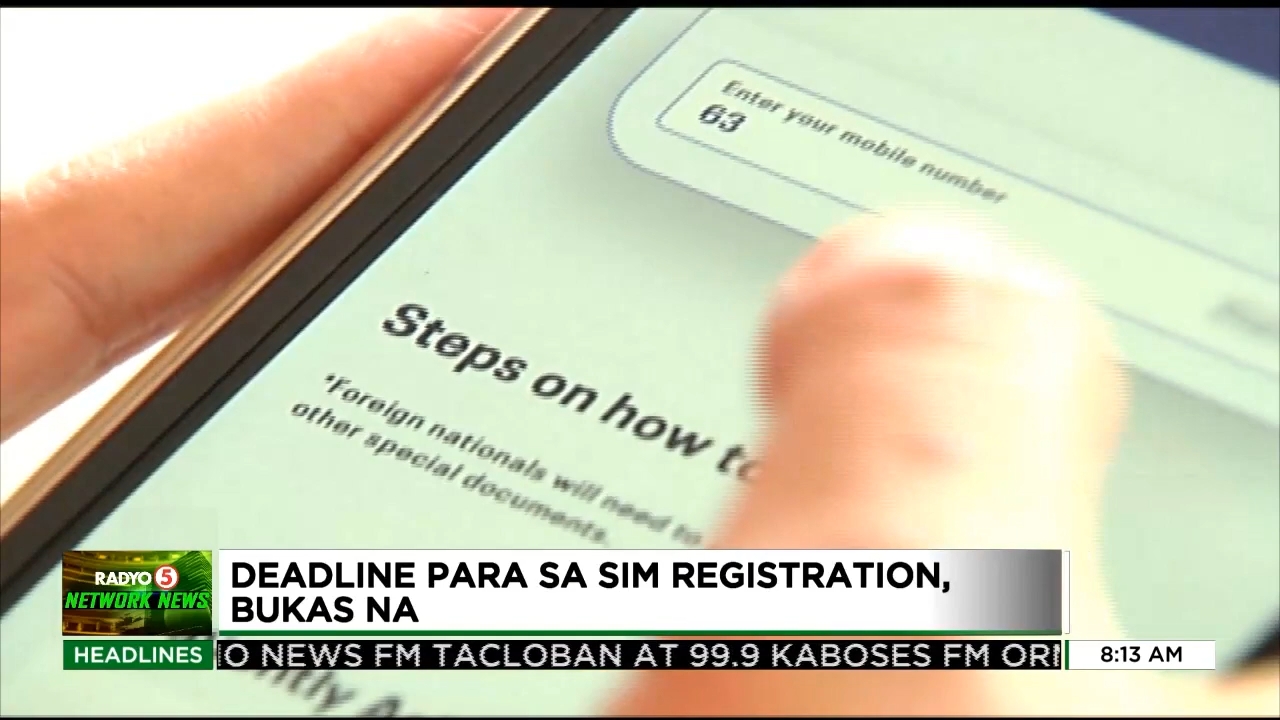 Enter your mobile number
63
Steps on how to
*Foreign nationals will need to
other special documents.
RADYO 5
NETWORK NEWS
DEADLINE PARA SA SIM REGISTRATION,
BUKAS NA
HEADLINES
O NEWS FM TACLOBAN AT 99.9 KABOSES FM ORM
8:13 AM